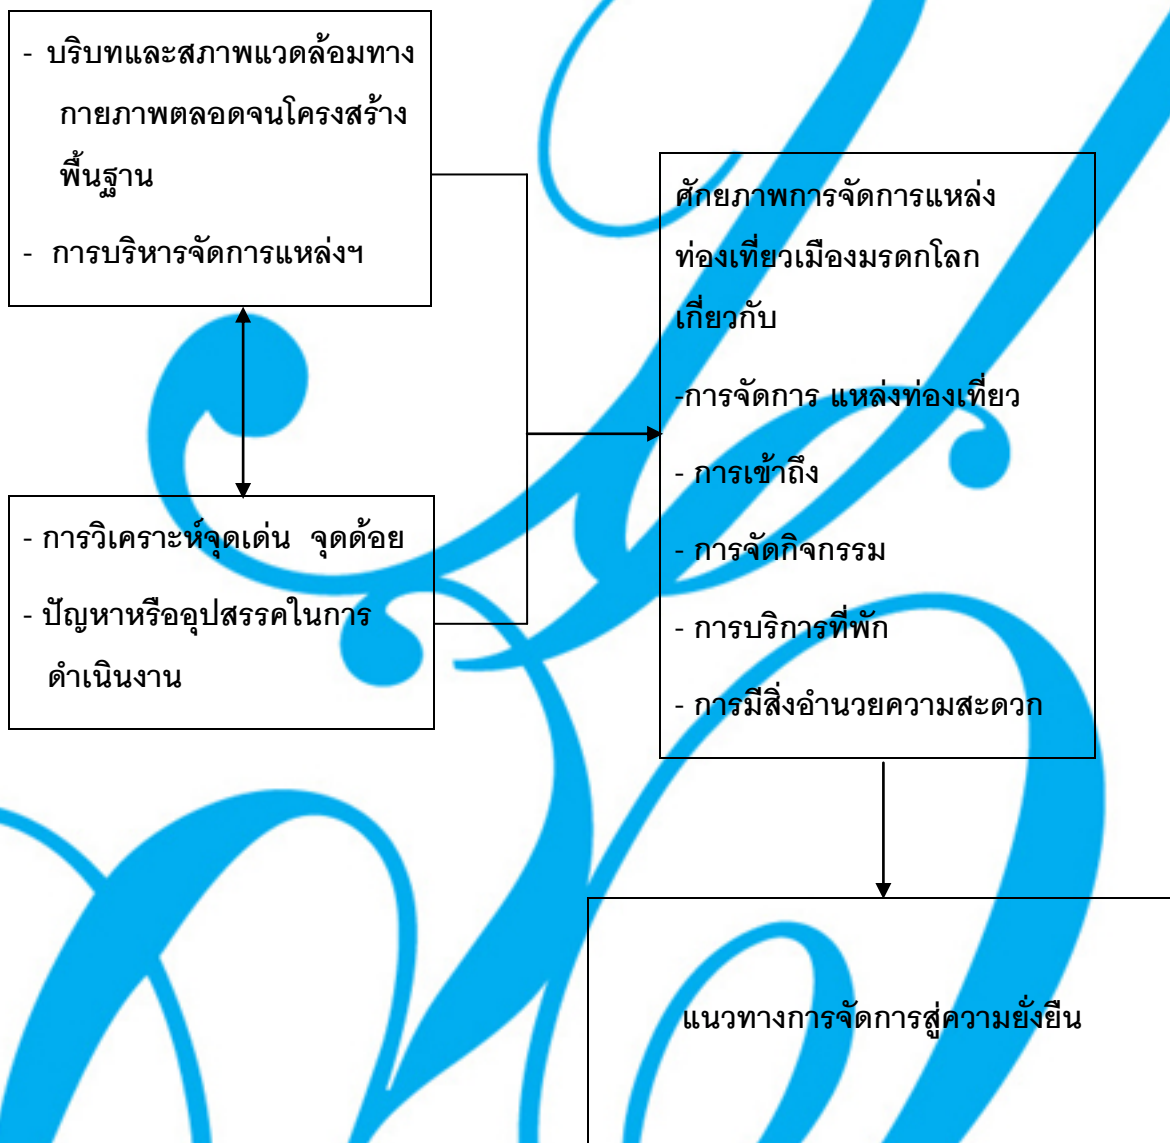 - บริบทและสภาพแวดล้อมทาง
กายภาพตลอดจนโครงสร้าง
พื้นฐาน
- การบริหารจัดการแหล่งฯ
- การวิเคราะห์จุดเด่น จุดด้อย
- ปัญหาหรืออุปสรรคในการ
ดำเนินงาน
ศักยภาพการจัดการแหล่ง
ท่องเที่ยวเมืองมรดกโลก
เกี่ยวกับ
-การจัดการ แหล่งท่องเที่ยว
- การเข้าถึง
- การจัดกิจกรรม
- การบริการที่พัก
- การมีสิ่งอำนวยความสะดวก
แนวทางการจัดการสู่ความยั่งยืน